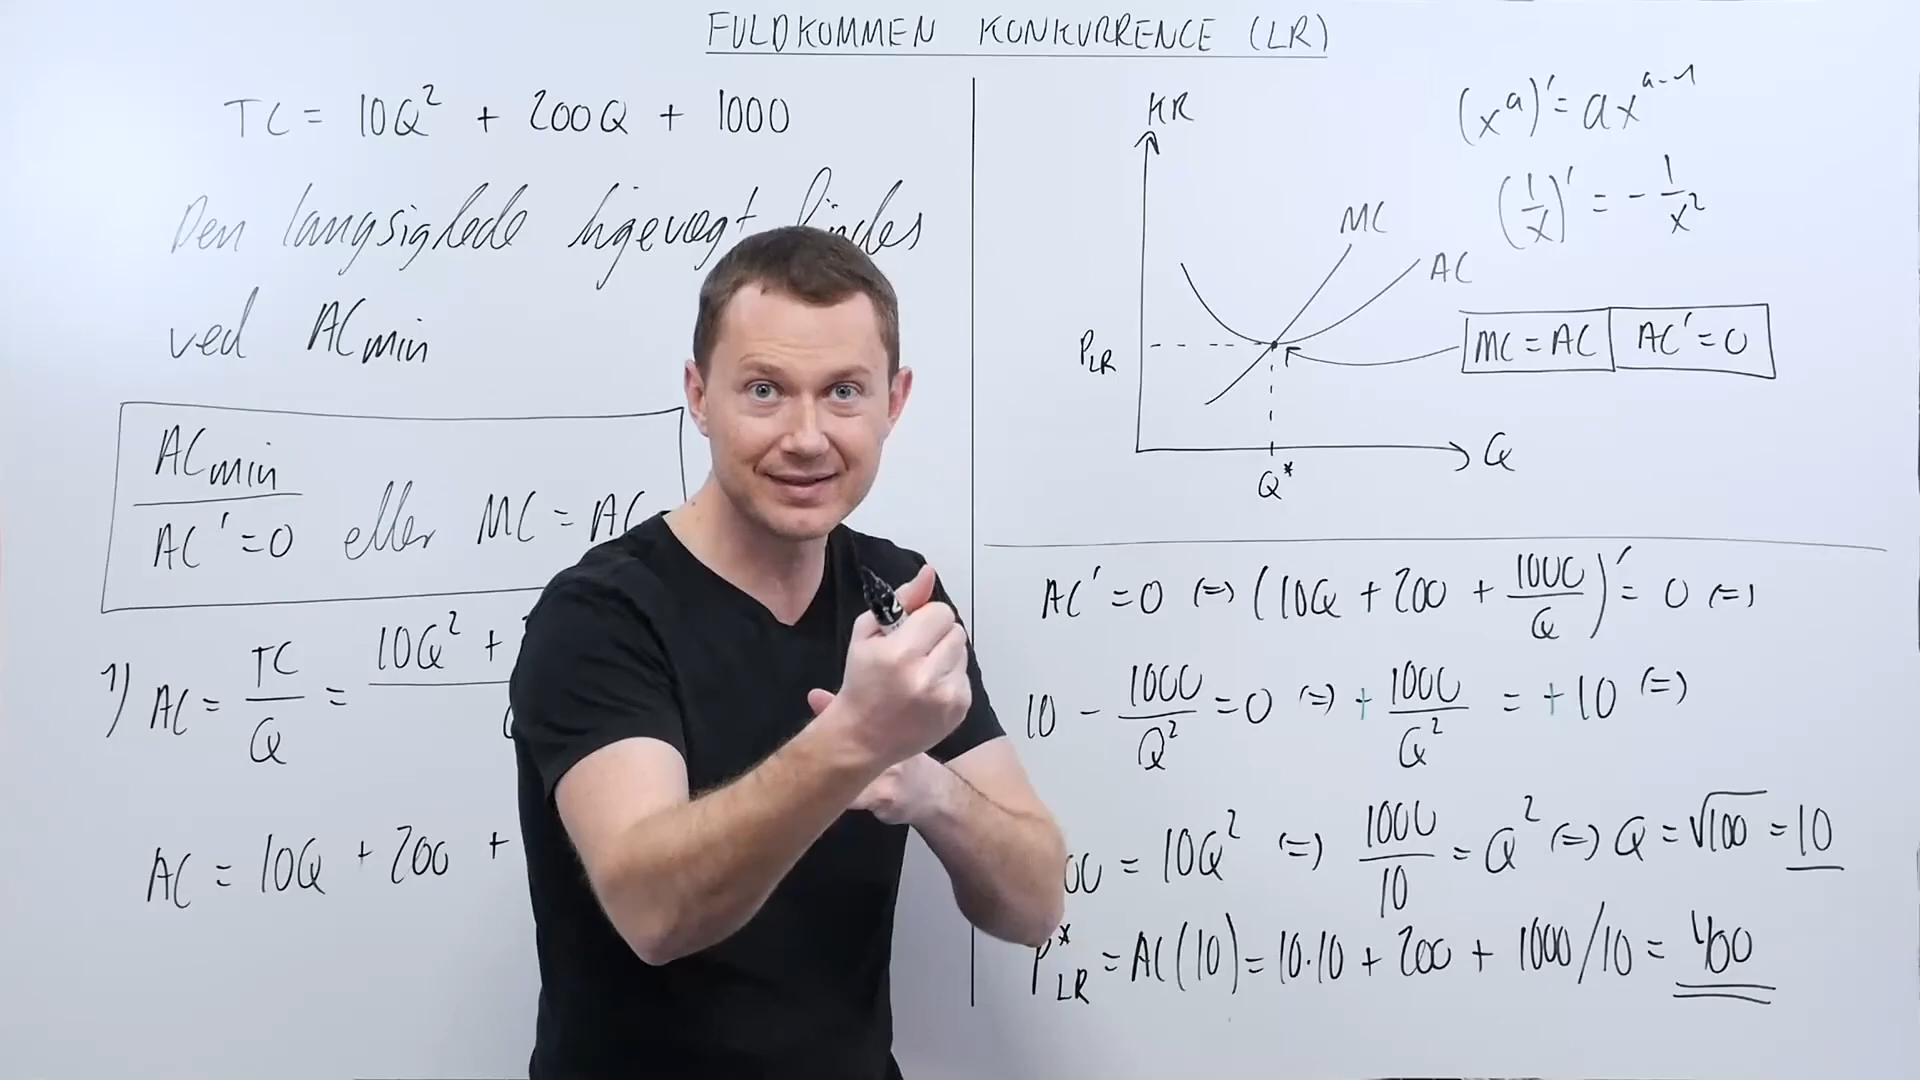 FULDKOMMEN KONKURRENCE (LR)
TC = 10Q² + 200Q + 1000
Den langsigtede ligevægt findes
ved ACmin
ACmin
AC' = 0 eller MC = AC
1) AC = TC/Q = 10Q² +
AC = 10Q + 200 +
KR
MC
AC
P_LR
Q*
Q
(x^a)' = ax^(a-1)
(1/x)' = -1/x²
MC = AC | AC' = 0
AC' = 0 (=) (10Q + 200 + 1000/Q)' = 0 (=)
10 - 1000/Q² = 0 (=) + 1000/Q² = +10 (=)
00 = 10Q² (=) 1000/10 = Q² (=) Q = √100 = 10
P*_LR = AC(10) = 10·10 + 200 + 1000/10 = 400